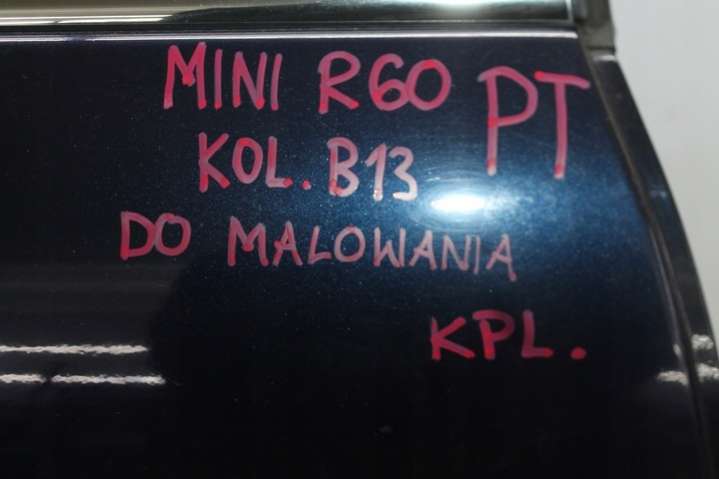 MINI R60 PT
KOL. B13
DO MALOWANIA
KPL.